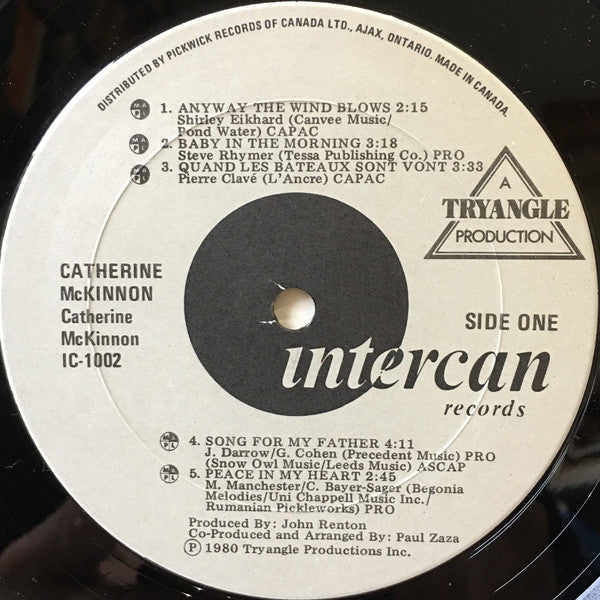 DISTRIBUTED BY PICKWICK RECORDS OF CANADA LTD., AJAX, ONTARIO. MADE IN CANADA.
1. ANYWAY THE WIND BLOWS 2:15
Shirley Eikhard (Canvee Music/
Pond Water) CAPAC
2. BABY IN THE MORNING 3:18
Steve Rhymer (Tessa Publishing Co.) PRO
3. QUAND LES BATEAUX SONT VONT 3:33
Pierre Clavé (L'Ancre) CAPAC
A
TRYANGLE
PRODUCTION
CATHERINE
McKINNON
Catherine
McKinnon
IC-1002
SIDE ONE
intercan
records
4. SONG FOR MY FATHER 4:11
J. Darrow/G. Cohen (Precedent Music) PRO
(Snow Owl Music/Leeds Music) ASCAP
5. PEACE IN MY HEART 2:45
M. Manchester/C. Bayer-Sager (Begonia
Melodies/Uni Chappell Music Inc./
Rumanian Pickleworks) PRO
Produced By: John Renton
Co-Produced and Arranged By: Paul Zaza
Ⓟ 1980 Tryangle Productions Inc.